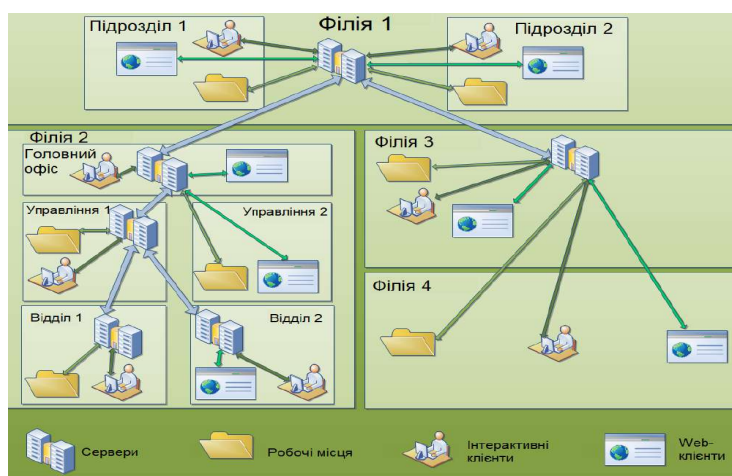 Філія 1
Підрозділ 1
Підрозділ 2
Філія 2
Головний
офіс
Управління 1
Управління 2
Відділ 1
Відділ 2
Філія 3
Філія 4
Сервери
Робочі місця
Інтерактивні
клієнти
Web-
клієнти